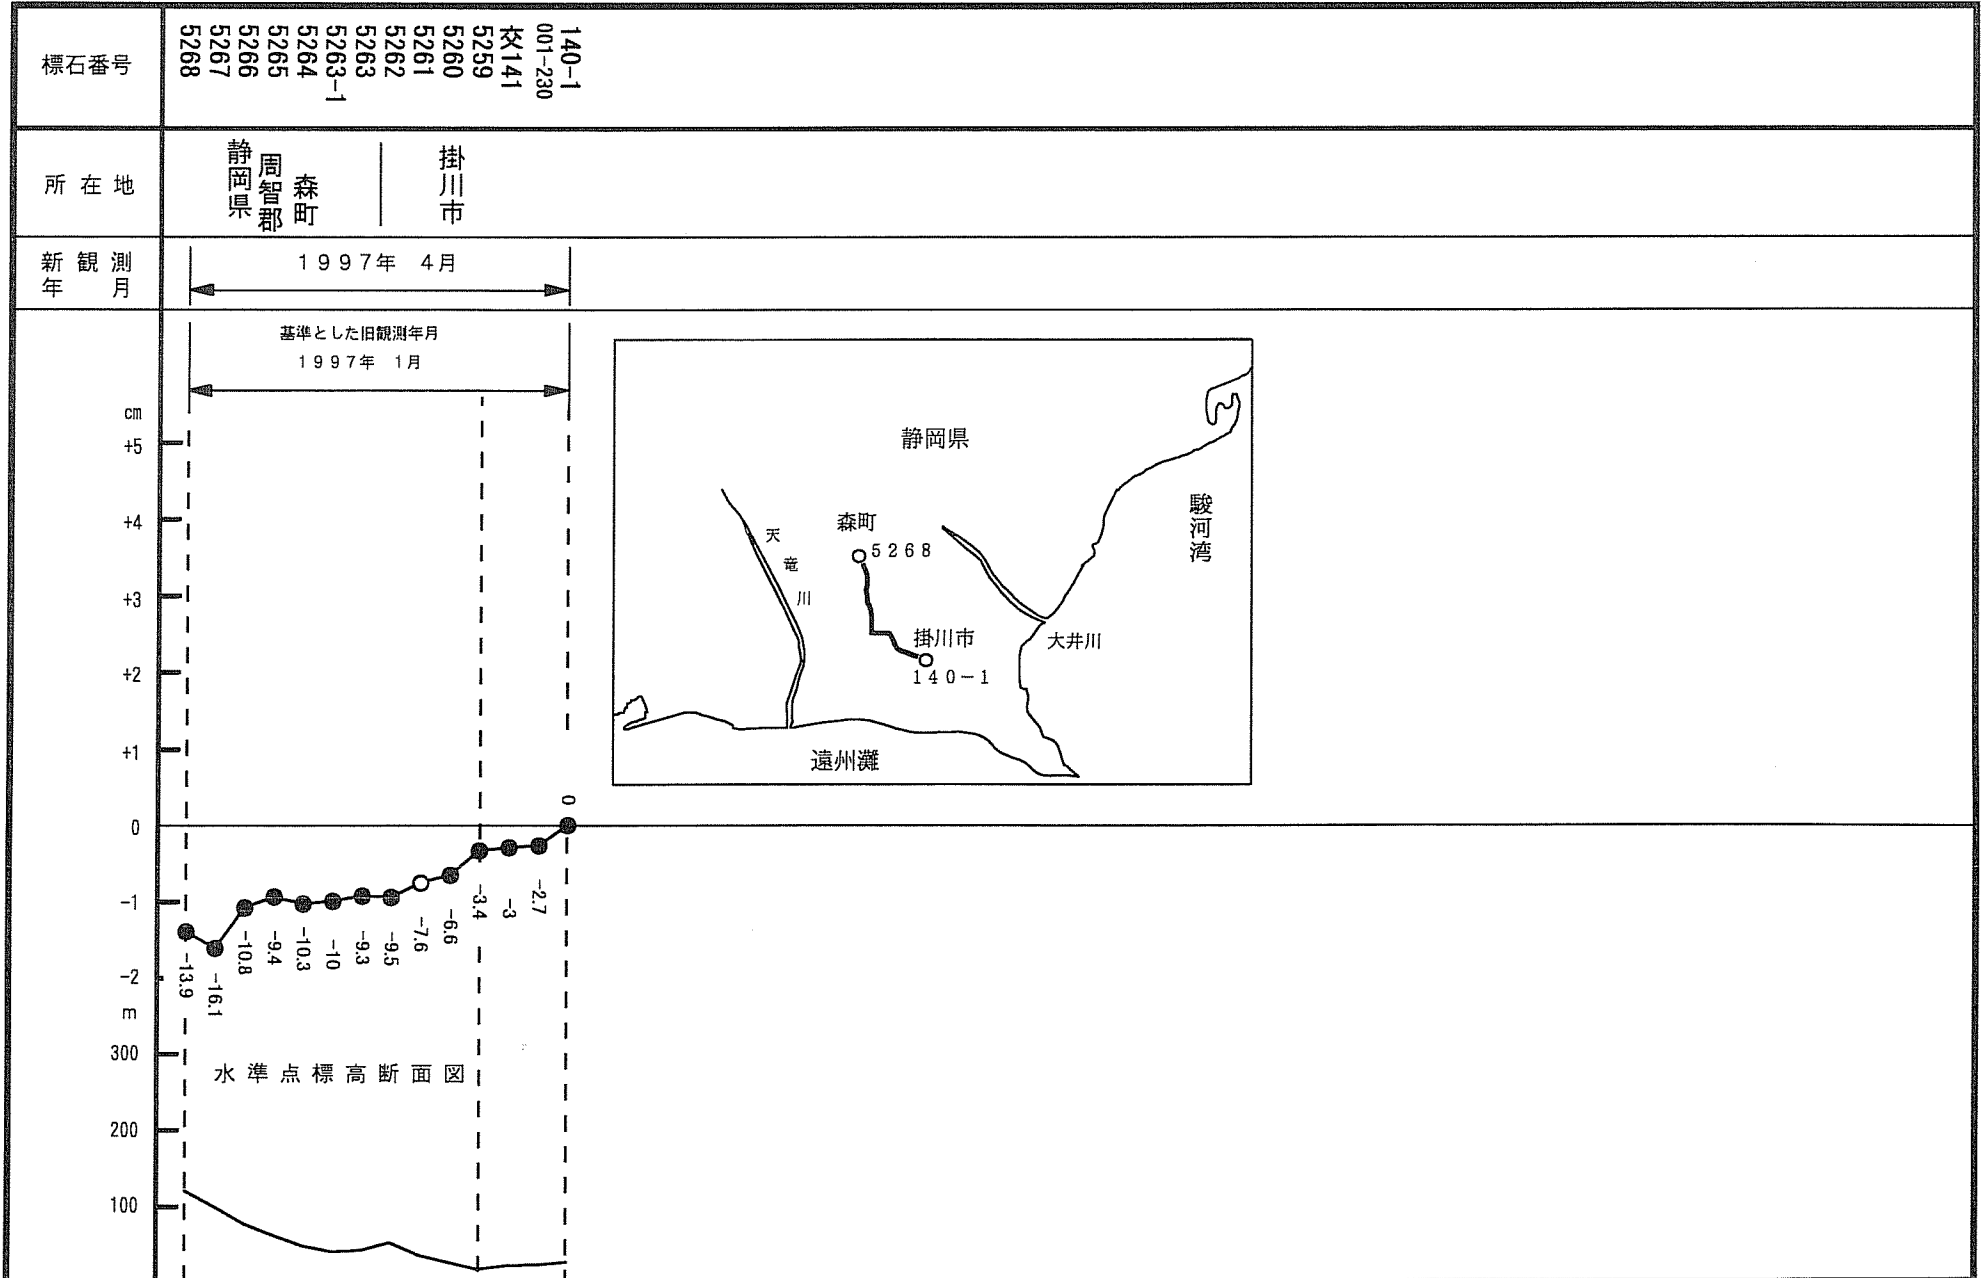 標石番号
5268
5267
5266
5265
5264
5263-1
5263
5262
5261
5260
5259
交141
001-230
140-1
所在地
静岡県
周智郡
森町
掛川市
新観測
年月
1997年 4月
基準とした旧観測年月
1997年 1月
cm
+5
+4
+3
+2
+1
0
-1
-2
m
300
200
100
0
-13.9
-16.1
-10.8
-9.4
-10.3
-10
-9.3
-9.5
-7.6
-6.6
-3.4
-3
-2.7
水準点標高断面図
静岡県
駿河湾
森町
5268
天竜川
掛川市
140-1
大井川
遠州灘